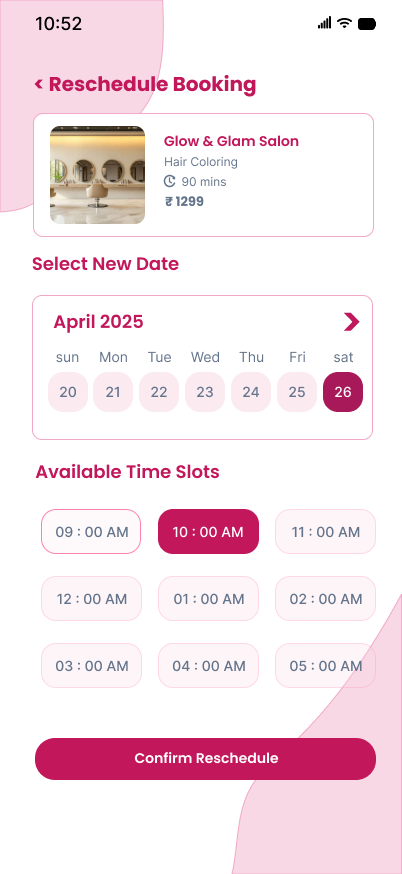 10:52
< Reschedule Booking
Glow & Glam Salon
Hair Coloring
90 mins
₹ 1299
Select New Date
April 2025
sun Mon Tue Wed Thu Fri sat
20 21 22 23 24 25 26
Available Time Slots
09 : 00 AM 10 : 00 AM 11 : 00 AM
12 : 00 AM 01 : 00 AM 02 : 00 AM
03 : 00 AM 04 : 00 AM 05 : 00 AM
Confirm Reschedule